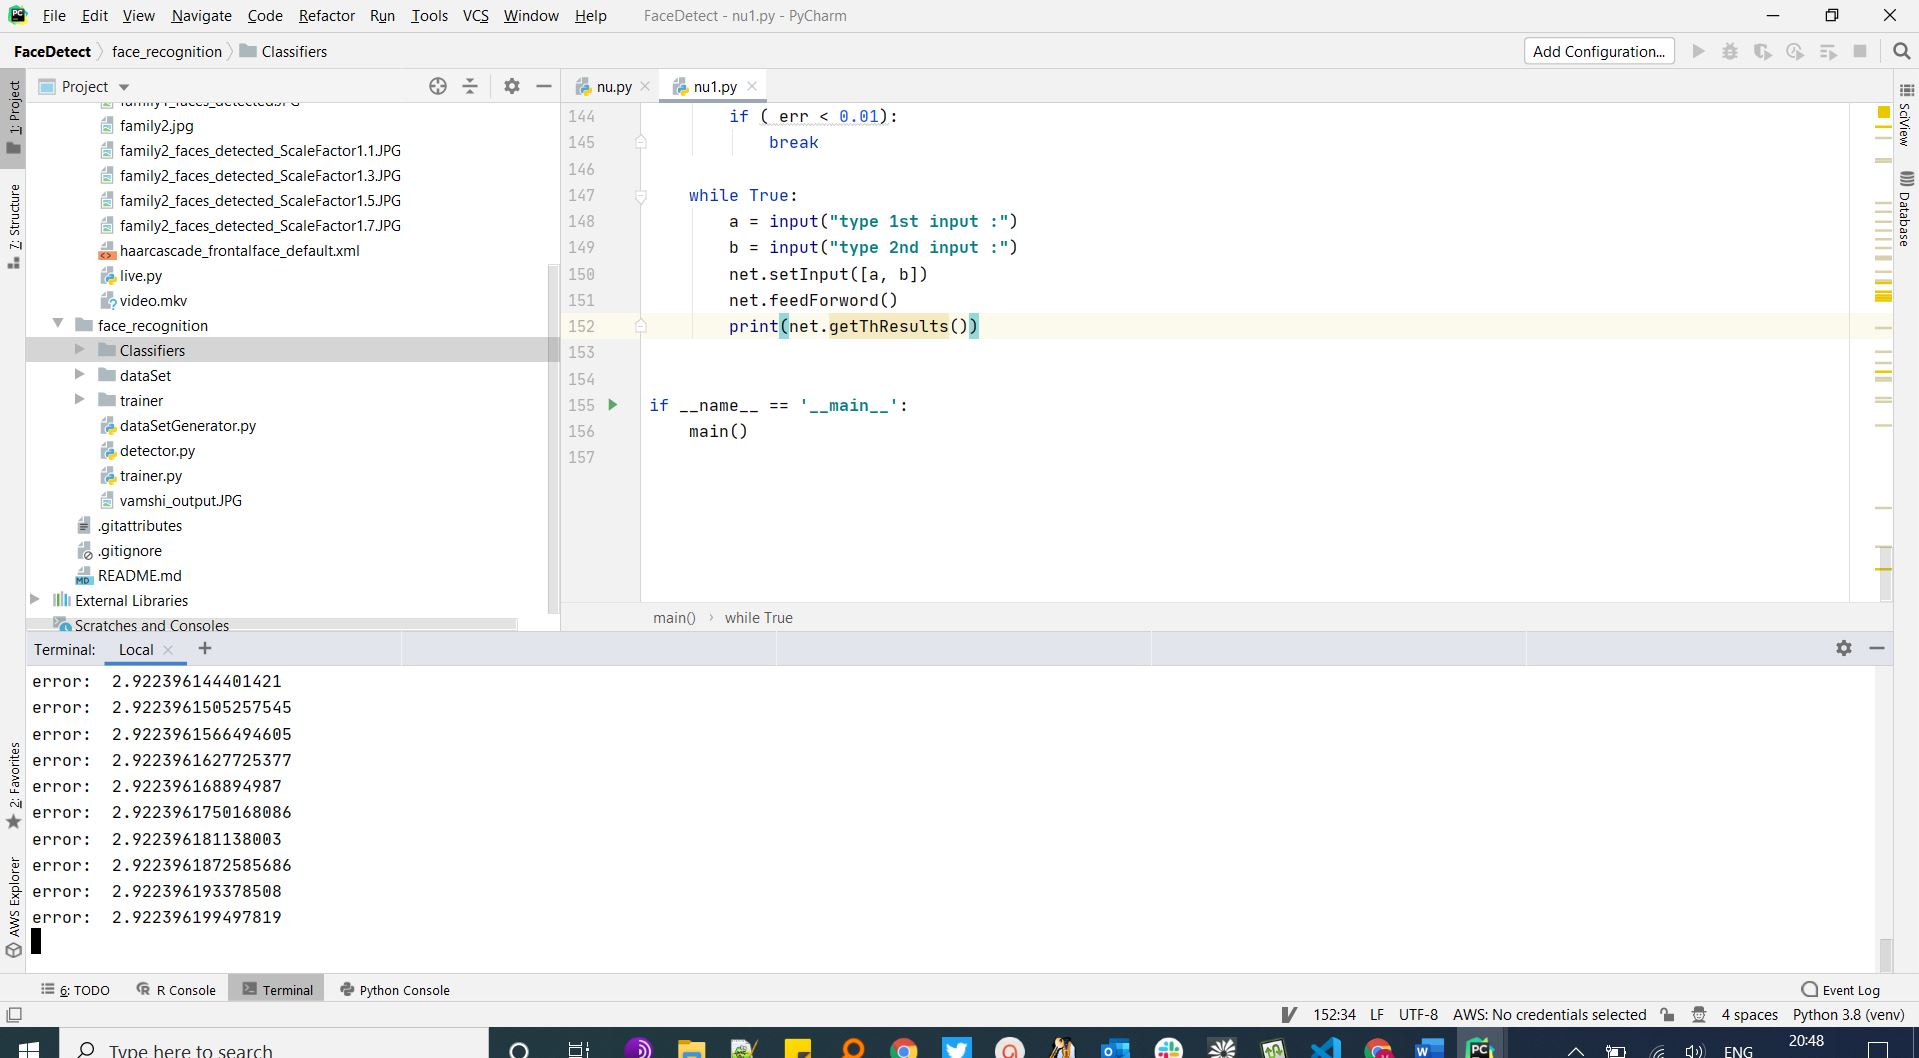 File Edit View Navigate Code Refactor Run Tools VCS Window Help FaceDetect - nu1.py - PyCharm
FaceDetect face_recognition Classifiers Add Configuration...
Project
nu.py nu1.py
1: Project
7: Structure
2: Favorites
AWS Explorer
SciView
Database
family1_faces_detected.JPG
family2.jpg
family2_faces_detected_ScaleFactor1.1.JPG
family2_faces_detected_ScaleFactor1.3.JPG
family2_faces_detected_ScaleFactor1.5.JPG
family2_faces_detected_ScaleFactor1.7.JPG
haarcascade_frontalface_default.xml
live.py
video.mkv
face_recognition
Classifiers
dataSet
trainer
dataSetGenerator.py
detector.py
trainer.py
vamshi_output.JPG
.gitattributes
.gitignore
README.md
External Libraries
Scratches and Consoles
144 if ( err < 0.01):
145 break
146
147 while True:
148 a = input("type 1st input :")
149 b = input("type 2nd input :")
150 net.setInput([a, b])
151 net.feedForword()
152 print(net.getThResults())
153
154
155 if __name__ == '__main__':
156 main()
157
main() › while True
Terminal: Local +
error: 2.922396144401421
error: 2.9223961505257545
error: 2.9223961566494605
error: 2.9223961627725377
error: 2.922396168894987
error: 2.9223961750168086
error: 2.922396181138003
error: 2.9223961872585686
error: 2.922396193378508
error: 2.922396199497819
6: TODO R Console Terminal Python Console Event Log
152:34 LF UTF-8 AWS: No credentials selected 4 spaces Python 3.8 (venv)
Type here to search ENG 20:48